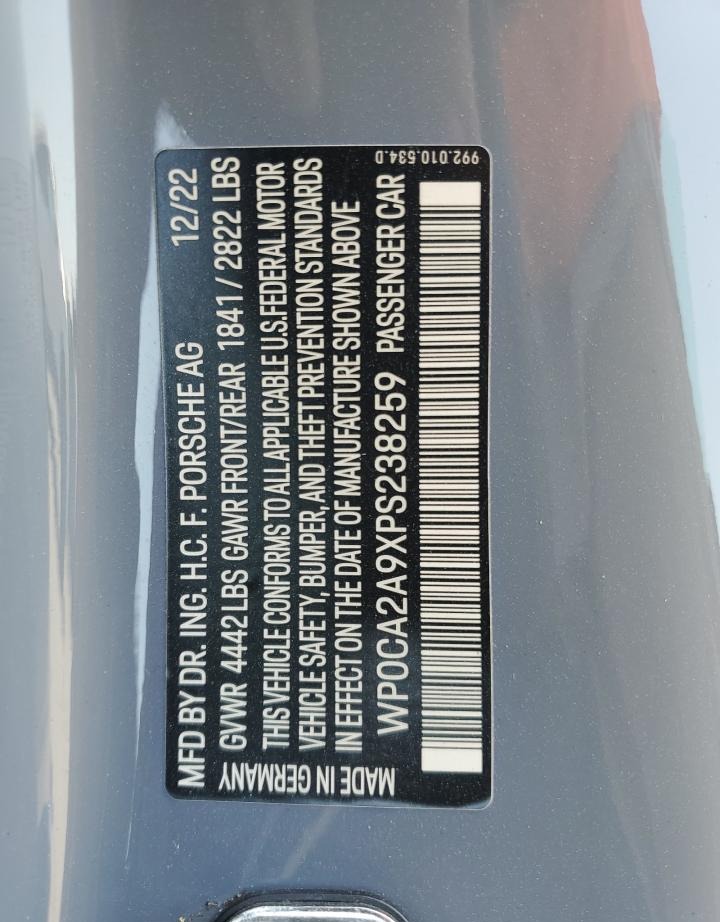 MFD BY DR. ING. H.C. F. PORSCHE AG 12/22
GVWR 4442 LBS GAWR FRONT/REAR 1841 / 2822 LBS
THIS VEHICLE CONFORMS TO ALL APPLICABLE U.S. FEDERAL MOTOR
VEHICLE SAFETY, BUMPER, AND THEFT PREVENTION STANDARDS
IN EFFECT ON THE DATE OF MANUFACTURE SHOWN ABOVE
WP0CA2A9XPS238259 PASSENGER CAR
MADE IN GERMANY
992.010.534.D